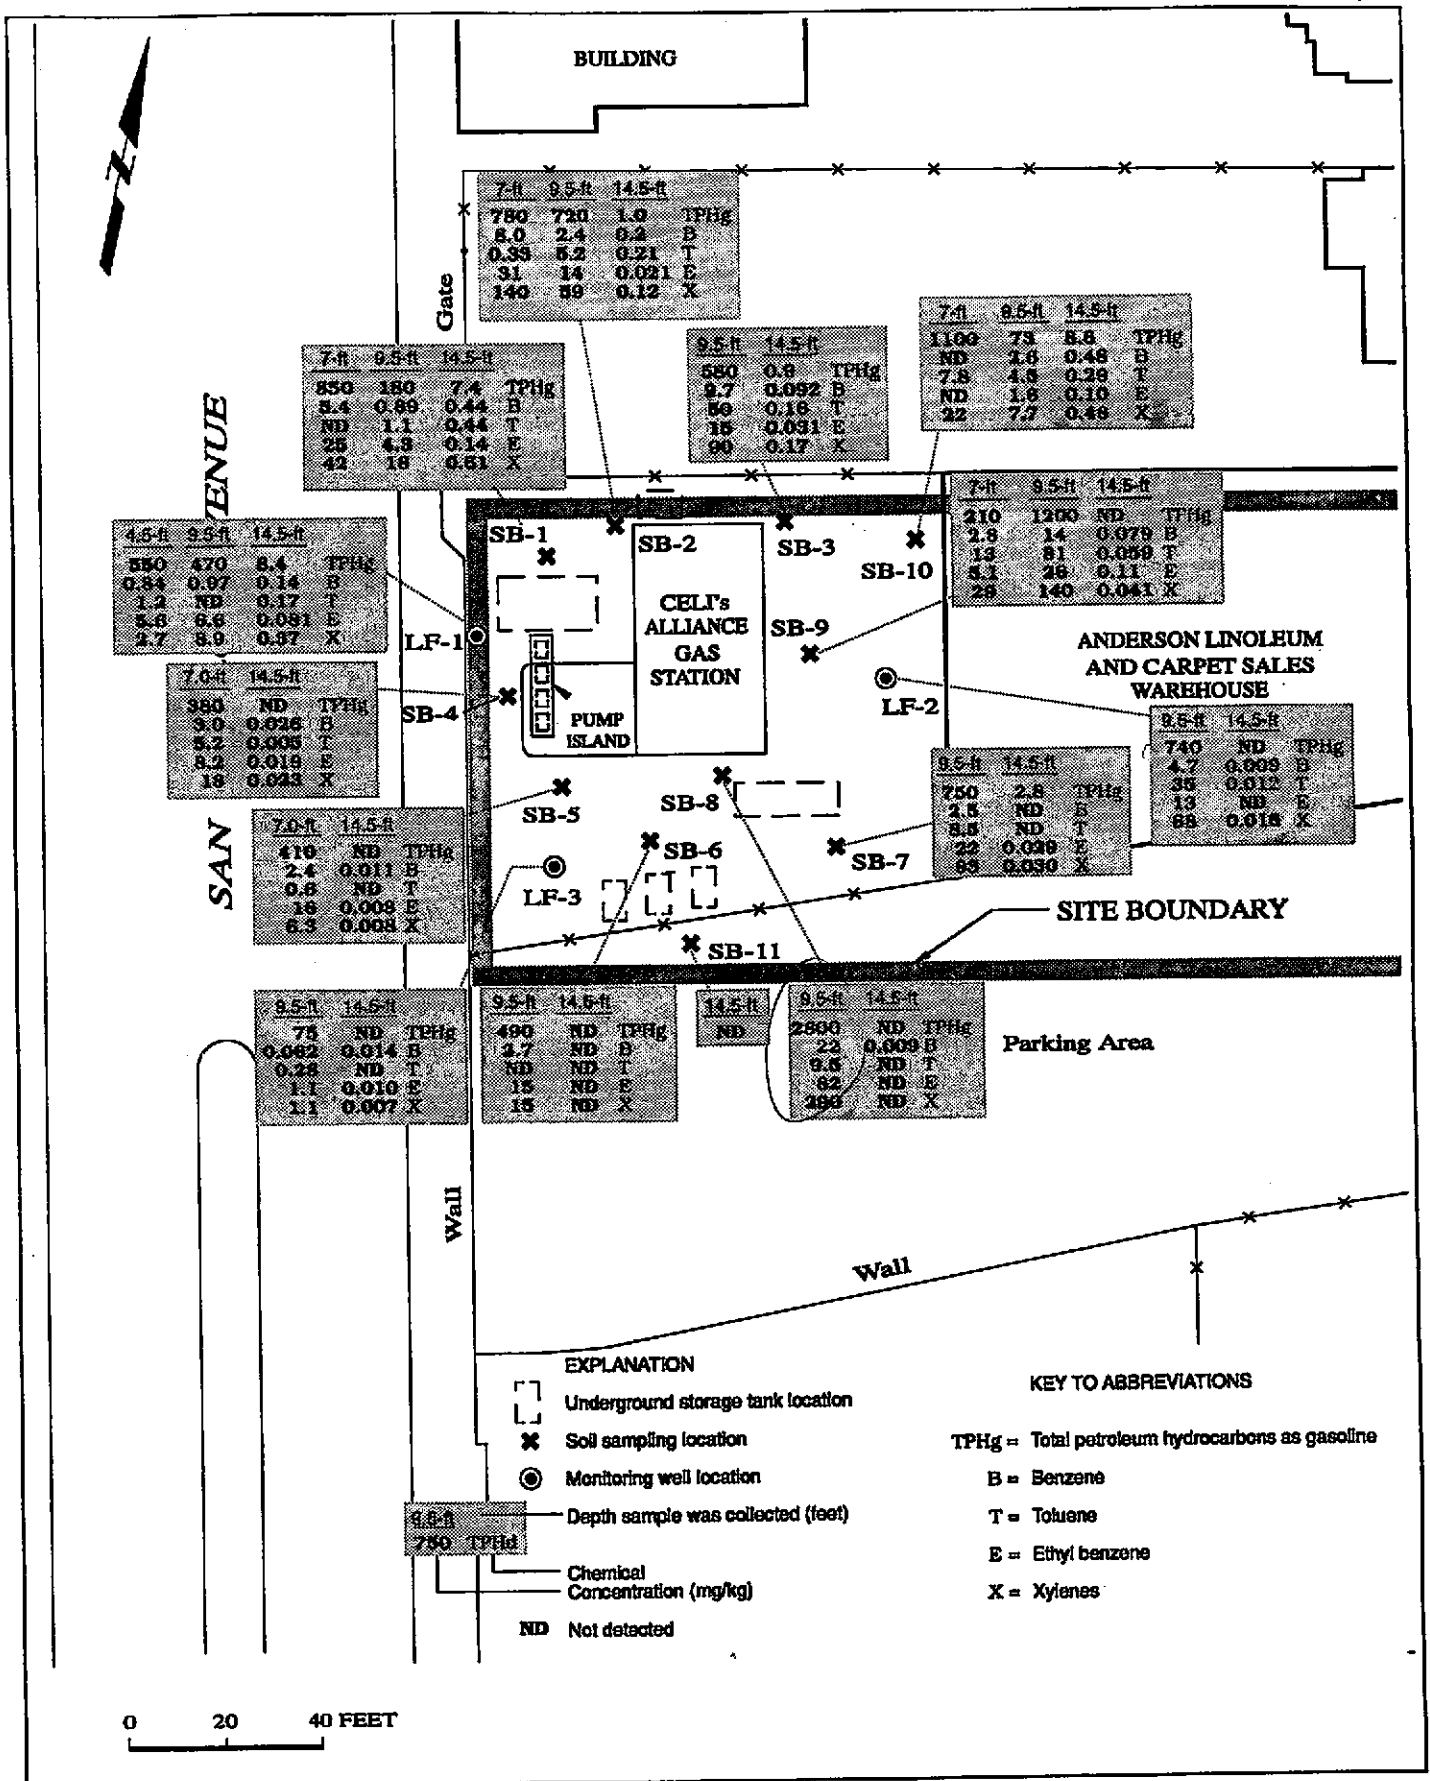 BUILDING
N
Gate
7-ft 9.5-ft 14.5-ft
780 720 1.0 TPHg
8.0 2.4 0.2 B
0.33 5.2 0.21 T
31 14 0.021 E
140 59 0.12 X
7-ft 9.5-ft 14.5-ft
1100 73 8.6 TPHg
ND 2.6 0.48 B
7.8 4.5 0.28 T
ND 1.6 0.10 E
22 7.7 0.48 X
9.5-ft 14.5-ft
580 0.9 TPHg
9.7 0.092 B
50 0.16 T
15 0.031 E
90 0.17 X
7-ft 9.5-ft 14.5-ft
850 180 7.4 TPHg
5.4 0.89 0.44 B
ND 1.1 0.44 T
25 4.3 0.14 E
42 18 0.61 X
7-ft 9.5-ft 14.5-ft
210 1200 ND TPHg
2.8 14 0.079 B
13 81 0.059 T
5.1 26 0.11 E
29 140 0.041 X
4.5-ft 9.5-ft 14.5-ft
550 470 8.4 TPHg
0.84 0.97 0.14 B
1.2 ND 0.17 T
5.6 6.6 0.081 E
2.7 8.9 0.37 X
SAN
VENUE
SB-1
SB-2
SB-3
SB-10
CELI's
ALLIANCE
GAS
STATION
SB-9
LF-1
ANDERSON LINOLEUM
AND CARPET SALES
WAREHOUSE
7.0-ft 14.5-ft
380 ND TPHg
3.0 0.026 B
5.2 0.005 T
8.2 0.019 E
18 0.023 X
SB-4
PUMP
ISLAND
LF-2
9.5-ft 14.5-ft
740 ND TPHg
4.7 0.009 B
35 0.012 T
13 ND E
68 0.015 X
9.5-ft 14.5-ft
750 2.8 TPHg
2.5 ND B
8.5 ND T
22 0.029 E
83 0.030 X
SB-8
SB-5
7.0-ft 14.5-ft
410 ND TPHg
2.4 0.011 B
0.6 ND T
16 0.008 E
6.3 0.008 X
SB-6
SB-7
LF-3
SITE BOUNDARY
SB-11
9.5-ft 14.5-ft
75 ND TPHg
0.062 0.014 B
0.28 ND T
1.1 0.010 E
1.1 0.007 X
9.5-ft 14.5-ft
490 ND TPHg
2.7 ND B
ND ND T
15 ND E
15 ND X
14.5-ft
ND
9.5-ft 14.5-ft
2800 ND TPHg
22 0.009 B
9.5 ND T
62 ND E
290 ND X
Parking Area
Wall
Wall
EXPLANATION
Underground storage tank location
Soil sampling location
Monitoring well location
9.5-ft
Depth sample was collected (feet)
750 TPHd
Chemical
Concentration (mg/kg)
ND Not detected
KEY TO ABBREVIATIONS
TPHg = Total petroleum hydrocarbons as gasoline
B = Benzene
T = Toluene
E = Ethyl benzene
X = Xylenes
0 20 40 FEET